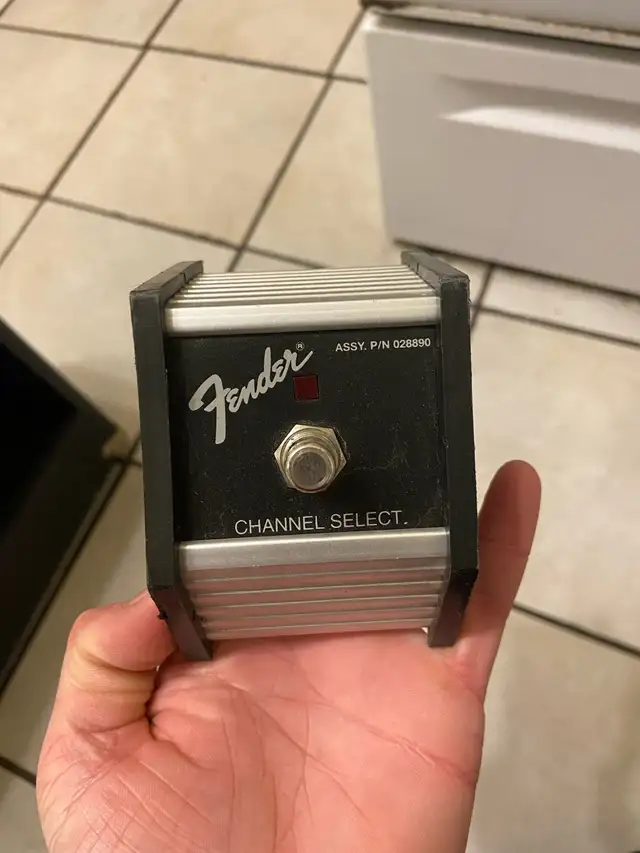 Fender®
ASSY. P/N 028890
CHANNEL SELECT.